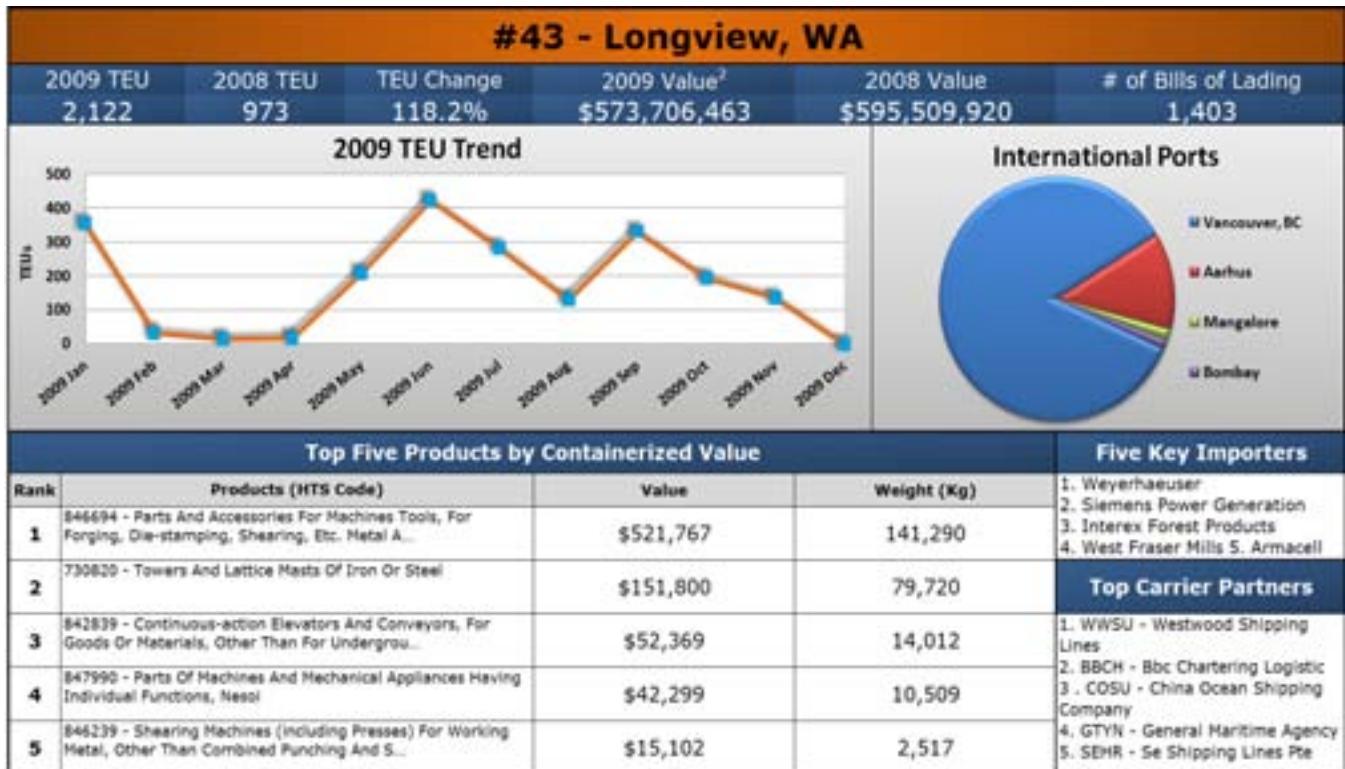 #43 - Longview, WA
2009 TEU 2008 TEU TEU Change 2009 Value2 2008 Value # of Bills of Lading
2,122 973 118.2% $573,706,463 $595,509,920 1,403
2009 TEU Trend
TEUs
500
400
300
200
100
0
2009 Jan 2009 Feb 2009 Mar 2009 Apr 2009 May 2009 Jun 2009 Jul 2009 Aug 2009 Sep 2009 Oct 2009 Nov 2009 Dec
International Ports
Vancouver, BC
Aarhus
Mangalore
Bombay
Top Five Products by Containerized Value
Rank Products (HTS Code) Value Weight (Kg)
1 846694 - Parts And Accessories For Machines Tools, For
Forging, Die-stamping, Shearing, Etc. Metal A... $521,767 141,290
2 730820 - Towers And Lattice Masts Of Iron Or Steel $151,800 79,720
3 842839 - Continuous-action Elevators And Conveyors, For
Goods Or Materials, Other Than For Undergrou... $52,369 14,012
4 847990 - Parts Of Machines And Mechanical Appliances Having
Individual Functions, Nesoi $42,299 10,509
5 846239 - Shearing Machines (including Presses) For Working
Metal, Other Than Combined Punching And S... $15,102 2,517
Five Key Importers
1. Weyerhaeuser
2. Siemens Power Generation
3. Interex Forest Products
4. West Fraser Mills 5. Armacell
Top Carrier Partners
1. WWSU - Westwood Shipping
Lines
2. BBCH - Bbc Chartering Logistic
3 . COSU - China Ocean Shipping
Company
4. GTYN - General Maritime Agency
5. SEHR - Se Shipping Lines Pte